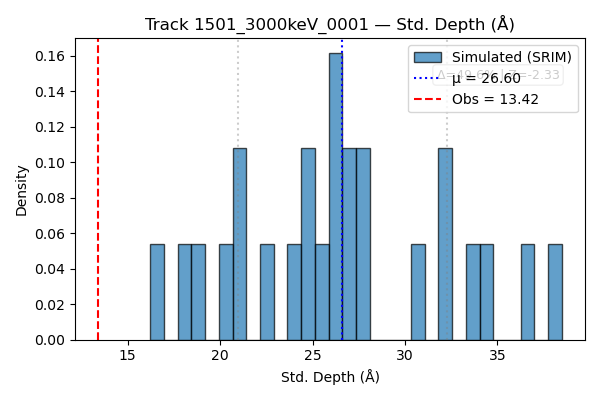 Track 1501_3000keV_0001 — Std. Depth (Å)
Simulated (SRIM)
μ = 26.60
Obs = 13.42
Density
0.16
0.14
0.12
0.10
0.08
0.06
0.04
0.02
0.00
15
20
25
30
35
Std. Depth (Å)